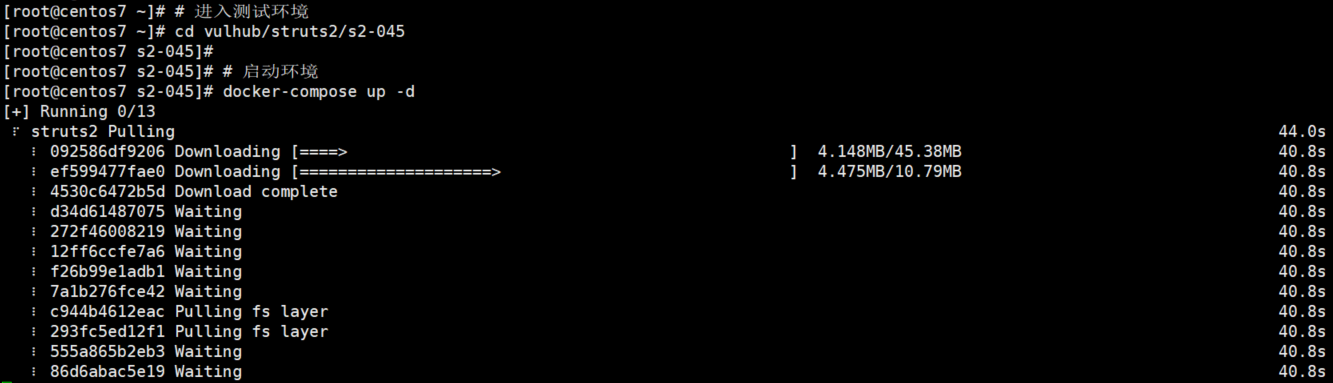 [root@centos7 ~]# # 进入测试环境
[root@centos7 ~]# cd vulhub/struts2/s2-045
[root@centos7 s2-045]#
[root@centos7 s2-045]# # 启动环境
[root@centos7 s2-045]# docker-compose up -d
[+] Running 0/13
⠋ struts2 Pulling 44.0s
⠸ 092586df9206 Downloading [====> ] 4.148MB/45.38MB 40.8s
⠸ ef599477fae0 Downloading [====================> ] 4.475MB/10.79MB 40.8s
⠸ 4530c6472b5d Download complete 40.8s
⠸ d34d61487075 Waiting 40.8s
⠸ 272f46008219 Waiting 40.8s
⠸ 12ff6ccfe7a6 Waiting 40.8s
⠸ f26b99e1adb1 Waiting 40.8s
⠸ 7a1b276fce42 Waiting 40.8s
⠸ c944b4612eac Pulling fs layer 40.8s
⠸ 293fc5ed12f1 Pulling fs layer 40.8s
⠸ 555a865b2eb3 Waiting 40.8s
⠸ 86d6abac5e19 Waiting 40.8s